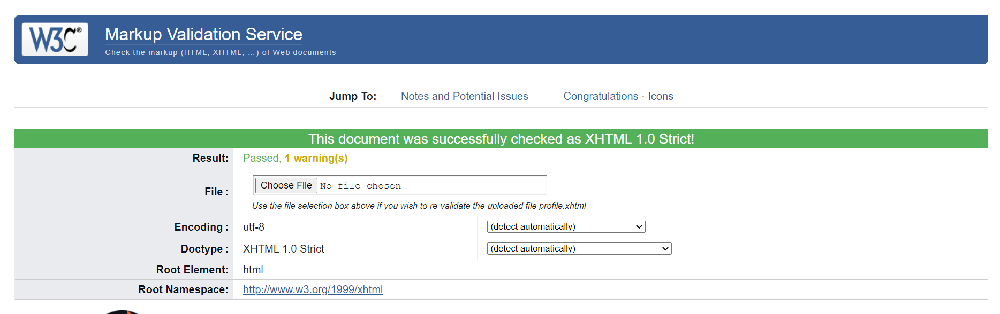 W3C®
Markup Validation Service
Check the markup (HTML, XHTML, …) of Web documents
Jump To: Notes and Potential Issues Congratulations · Icons
This document was successfully checked as XHTML 1.0 Strict!
Result: Passed, 1 warning(s)
File : Choose File No file chosen
Use the file selection box above if you wish to re-validate the uploaded file profile.xhtml
Encoding : utf-8 (detect automatically)
Doctype : XHTML 1.0 Strict (detect automatically)
Root Element: html
Root Namespace: http://www.w3.org/1999/xhtml